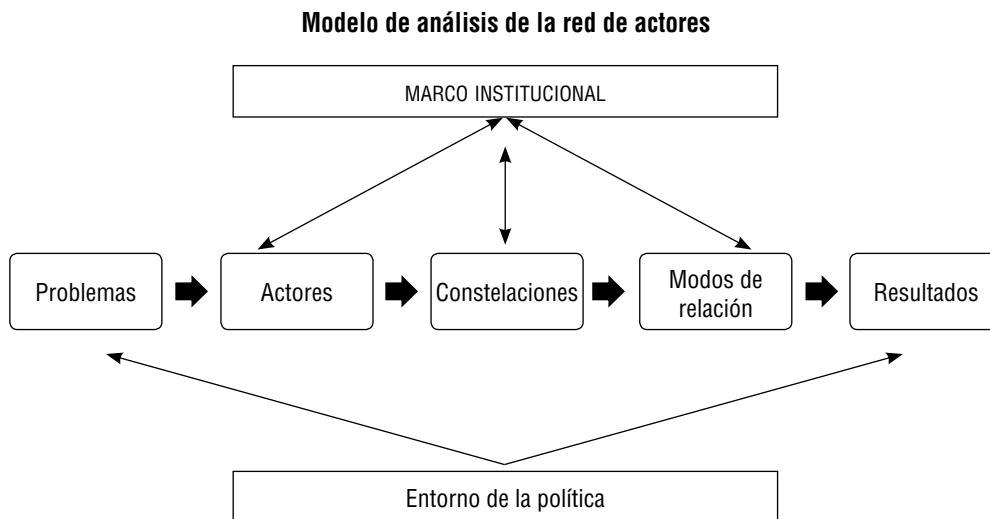 Modelo de análisis de la red de actores
MARCO INSTITUCIONAL
Problemas
Actores
Constelaciones
Modos de
relación
Resultados
Entorno de la política